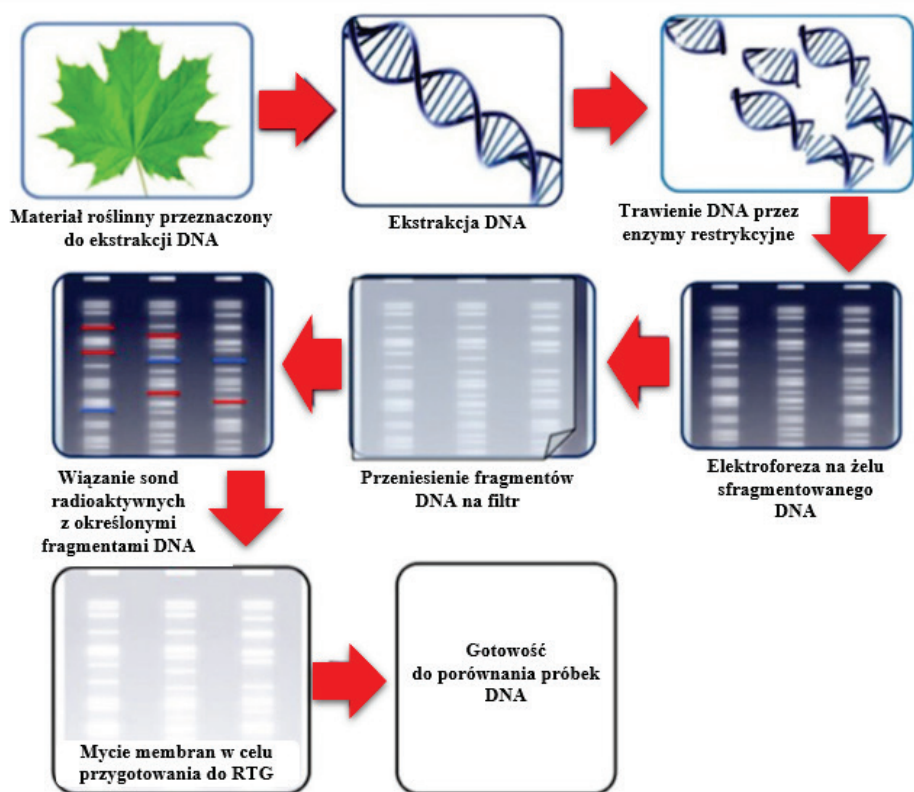 Materiał roślinny przeznaczony
do ekstrakcji DNA
Ekstrakcja DNA
Trawienie DNA przez
enzymy restrykcyjne
Elektroforeza na żelu
sfragmentowanego
DNA
Przeniesienie fragmentów
DNA na filtr
Wiązanie sond
radioaktywnych
z określonymi
fragmentami DNA
Mycie membran w celu
przygotowania do RTG
Gotowość
do porównania próbek
DNA